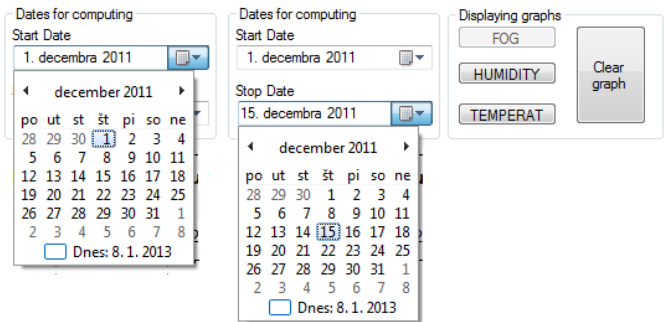 Dates for computing
Start Date
1. decembra 2011
december 2011
po ut st št pi so ne
28 29 30 1 2 3 4
5 6 7 8 9 10 11
12 13 14 15 16 17 18
19 20 21 22 23 24 25
26 27 28 29 30 31 1
2 3 4 5 6 7 8
Dnes: 8. 1. 2013
Dates for computing
Start Date
1. decembra 2011
Stop Date
15. decembra 2011
december 2011
po ut st št pi so ne
28 29 30 1 2 3 4
5 6 7 8 9 10 11
12 13 14 15 16 17 18
19 20 21 22 23 24 25
26 27 28 29 30 31 1
2 3 4 5 6 7 8
Dnes: 8. 1. 2013
Displaying graphs
FOG
HUMIDITY
TEMPERAT
Clear
graph